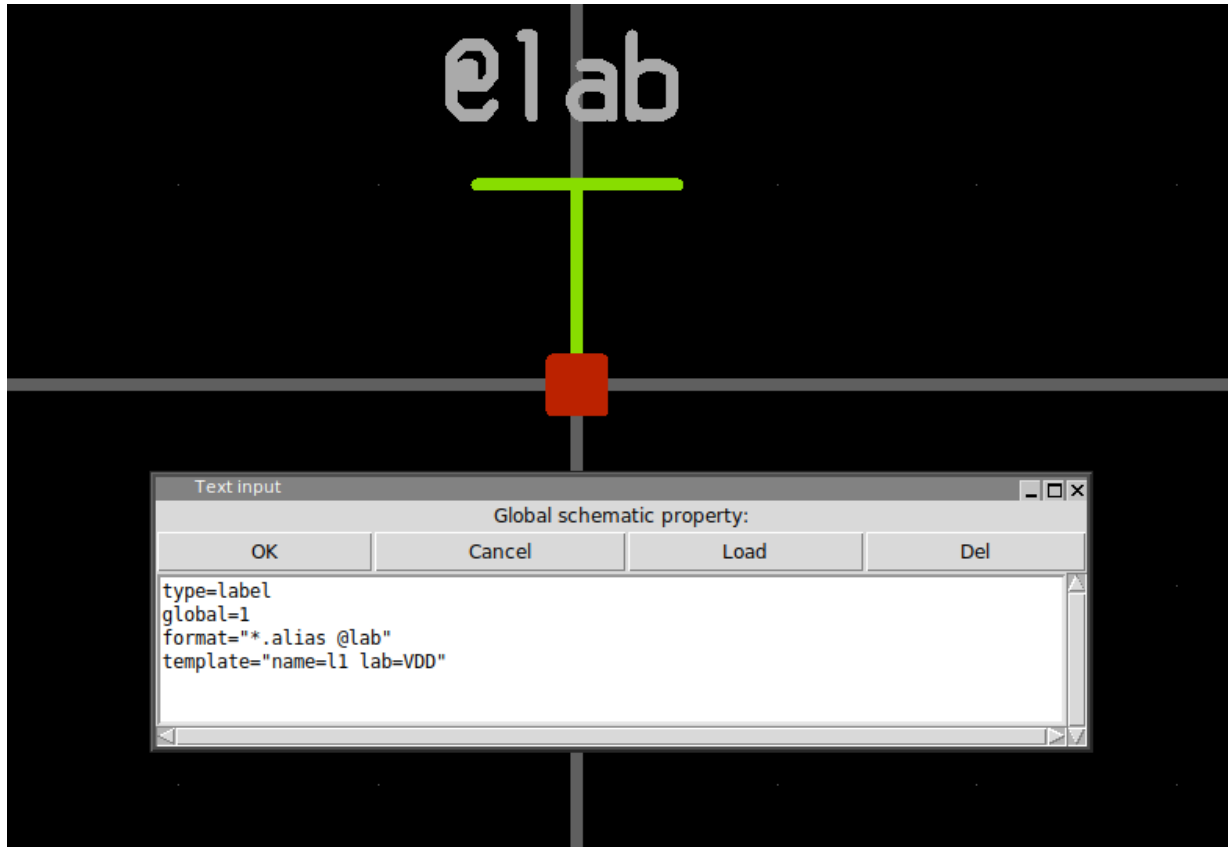 @lab
Text input
Global schematic property:
OK Cancel Load Del
type=label
global=1
format="*.alias @lab"
template="name=l1 lab=VDD"